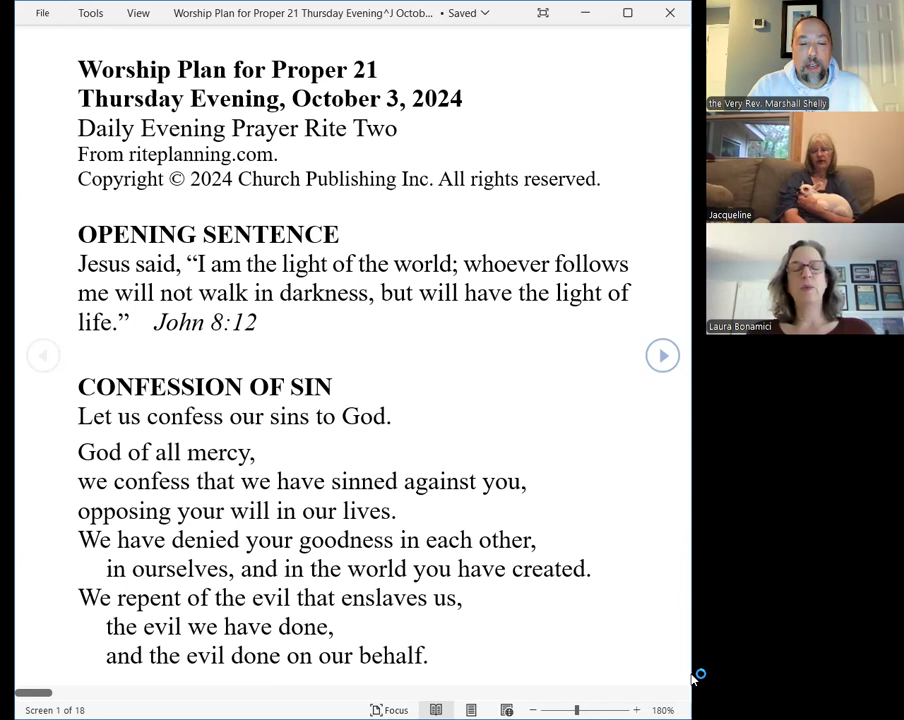 File Tools View Worship Plan for Proper 21 Thursday Evening^J Octob... • Saved
Worship Plan for Proper 21
Thursday Evening, October 3, 2024
Daily Evening Prayer Rite Two
From riteplanning.com.
Copyright © 2024 Church Publishing Inc. All rights reserved.
OPENING SENTENCE
Jesus said, “I am the light of the world; whoever follows
me will not walk in darkness, but will have the light of
life.” John 8:12
CONFESSION OF SIN
Let us confess our sins to God.
God of all mercy,
we confess that we have sinned against you,
opposing your will in our lives.
We have denied your goodness in each other,
in ourselves, and in the world you have created.
We repent of the evil that enslaves us,
the evil we have done,
and the evil done on our behalf.
Screen 1 of 18 Focus 180%
the Very Rev. Marshall Shelly
Jacqueline
Laura Bonamici